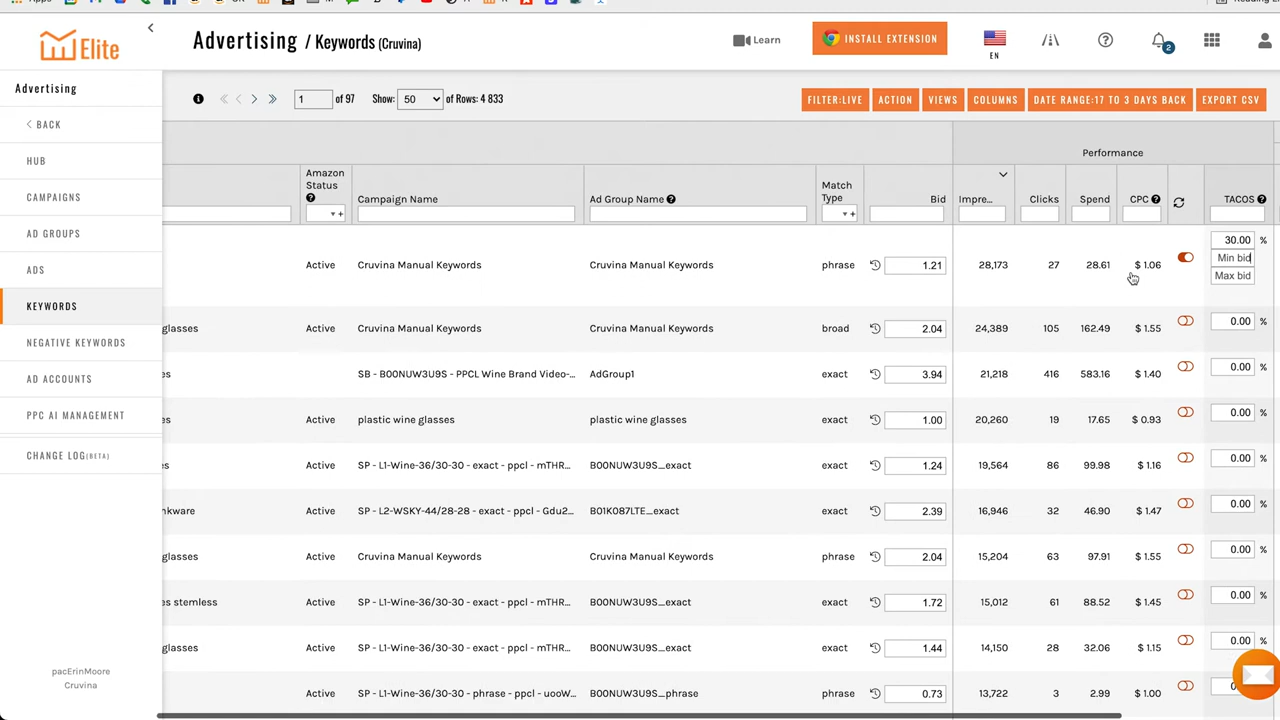 Apps
Elite
Advertising / Keywords (Cruvina)
Learn
INSTALL EXTENSION
EN
2
Advertising
BACK
HUB
CAMPAIGNS
AD GROUPS
ADS
KEYWORDS
NEGATIVE KEYWORDS
AD ACCOUNTS
PPC AI MANAGEMENT
CHANGE LOG(BETA)
pacErinMoore
Cruvina
1 of 97 Show: 50 of Rows: 4 833
FILTER:LIVE ACTION VIEWS COLUMNS DATE RANGE:17 TO 3 DAYS BACK EXPORT CSV
Performance
Amazon Status Campaign Name Ad Group Name Match Type Bid Impre... Clicks Spend CPC TACOS
Active Cruvina Manual Keywords Cruvina Manual Keywords phrase 1.21 28,173 27 28.61 $ 1.06 30.00 %
Min bid
Max bid
glasses Active Cruvina Manual Keywords Cruvina Manual Keywords broad 2.04 24,389 105 162.49 $ 1.55 0.00 %
es Active SB - B00NUW3U9S - PPCL Wine Brand Video-... AdGroup1 exact 3.94 21,218 416 583.16 $ 1.40 0.00 %
es Active plastic wine glasses plastic wine glasses exact 1.00 20,260 19 17.65 $ 0.93 0.00 %
s Active SP - L1-Wine-36/30-30 - exact - ppcl - mTHR... B00NUW3U9S_exact exact 1.24 19,564 86 99.98 $ 1.16 0.00 %
nkware Active SP - L2-WSKY-44/28-28 - exact - ppcl - Gdu2... B01K087LTE_exact exact 2.39 16,946 32 46.90 $ 1.47 0.00 %
glasses Active Cruvina Manual Keywords Cruvina Manual Keywords phrase 2.04 15,204 63 97.91 $ 1.55 0.00 %
es stemless Active SP - L1-Wine-36/30-30 - exact - ppcl - mTHR... B00NUW3U9S_exact exact 1.72 15,012 61 88.52 $ 1.45 0.00 %
glasses Active SP - L1-Wine-36/30-30 - exact - ppcl - mTHR... B00NUW3U9S_exact exact 1.44 14,150 28 32.06 $ 1.15 0.00 %
Active SP - L1-Wine-36/30-30 - phrase - ppcl - uooW... B00NUW3U9S_phrase phrase 0.73 13,722 3 2.99 $ 1.00